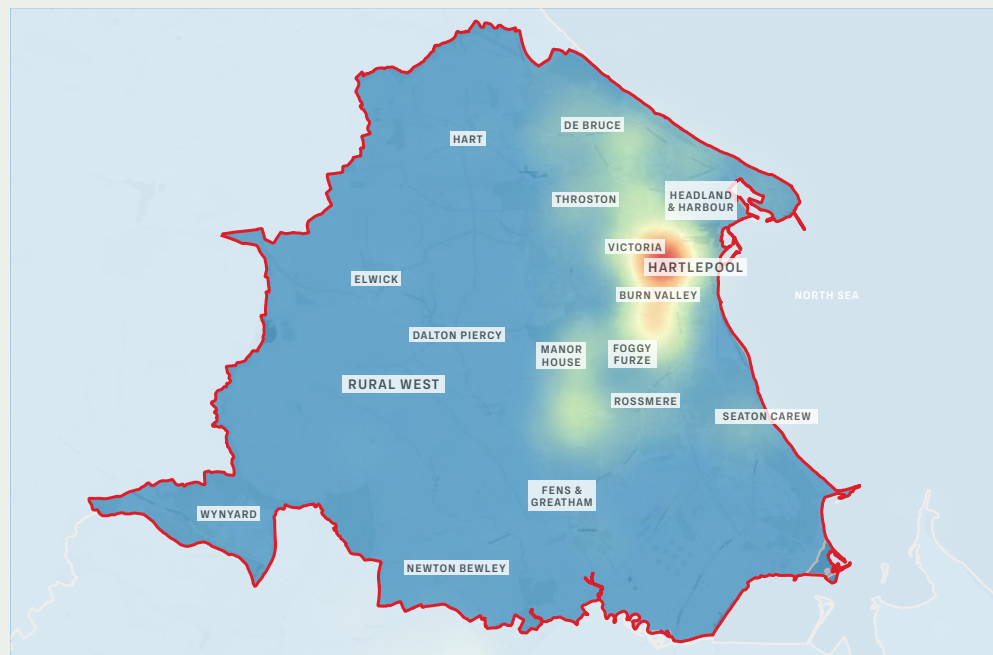 DE BRUCE
HART
THROSTON
HEADLAND
& HARBOUR
VICTORIA
HARTLEPOOL
ELWICK
BURN VALLEY
NORTH SEA
DALTON PIERCY
MANOR
HOUSE
FOGGY
FURZE
RURAL WEST
ROSSMERE
SEATON CAREW
FENS &
GREATHAM
WYNYARD
NEWTON BEWLEY